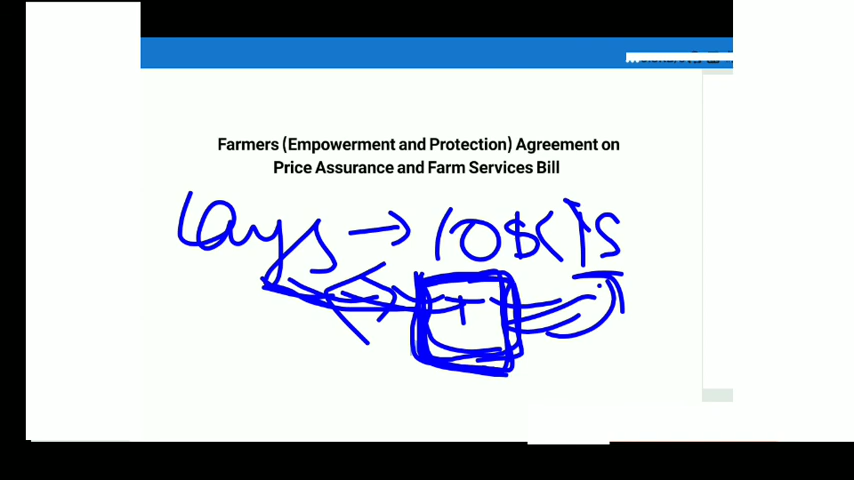 Farmers (Empowerment and Protection) Agreement on
Price Assurance and Farm Services Bill
Lays →
T